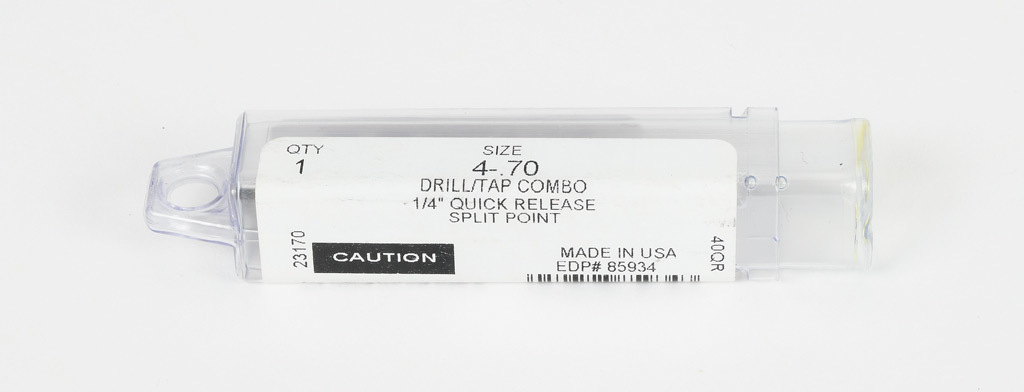 QTY
1
SIZE
4-.70
DRILL/TAP COMBO
1/4" QUICK RELEASE
SPLIT POINT
23170
CAUTION
MADE IN USA
EDP# 85934
40QR